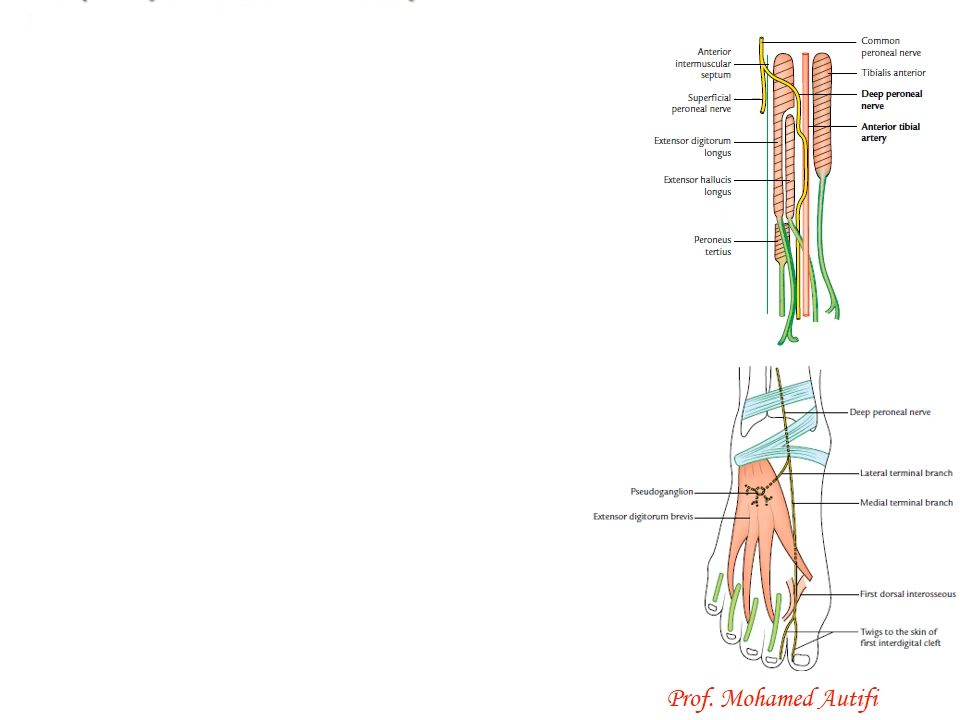 Common
peroneal nerve
Anterior
intermuscular
septum
Tibialis anterior
Superficial
peroneal nerve
Deep peroneal
nerve
Anterior tibial
artery
Extensor digitorum
longus
Extensor hallucis
longus
Peroneus
tertius
Deep peroneal nerve
Lateral terminal branch
Pseudoganglion
Medial terminal branch
Extensor digitorum brevis
First dorsal interosseous
Twigs to the skin of
first interdigital cleft
Prof. Mohamed Autifi